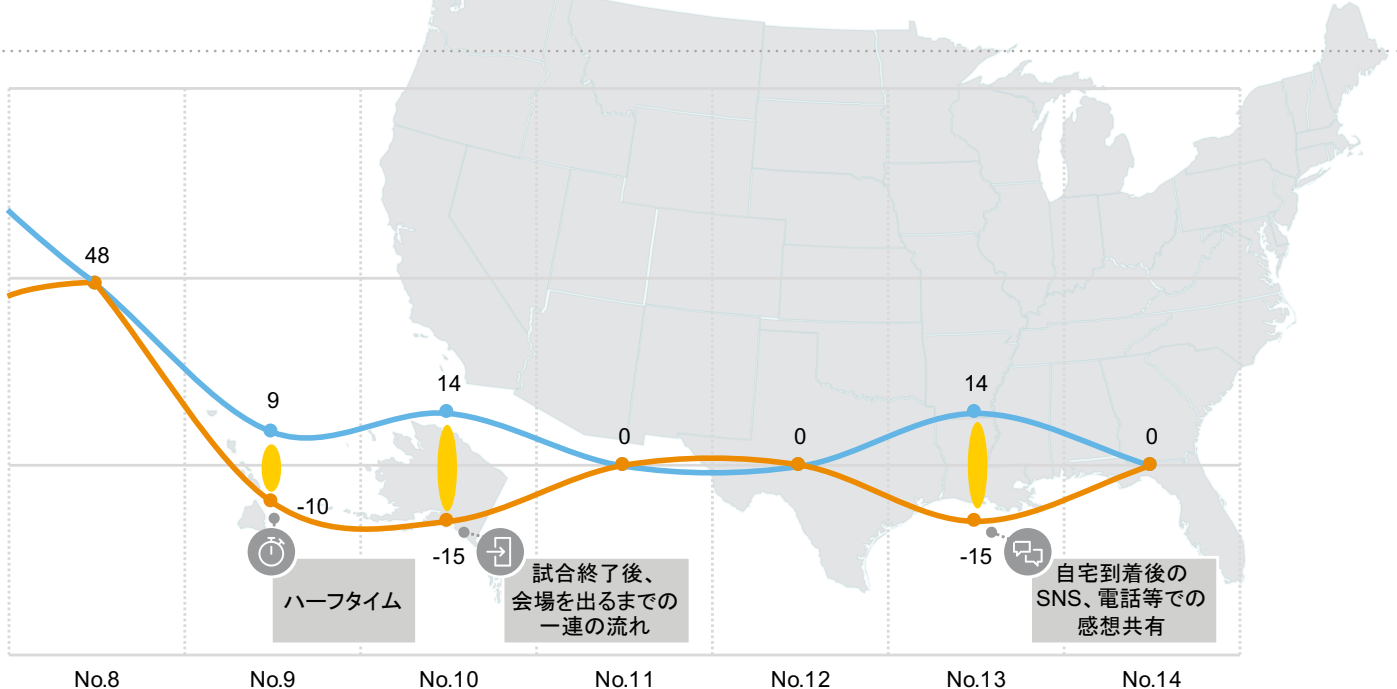 48
9
14
0
0
14
0
-10
-15
-15
ハーフタイム
試合終了後、
会場を出るまでの
一連の流れ
自宅到着後の
SNS、電話等での
感想共有
No.8
No.9
No.10
No.11
No.12
No.13
No.14